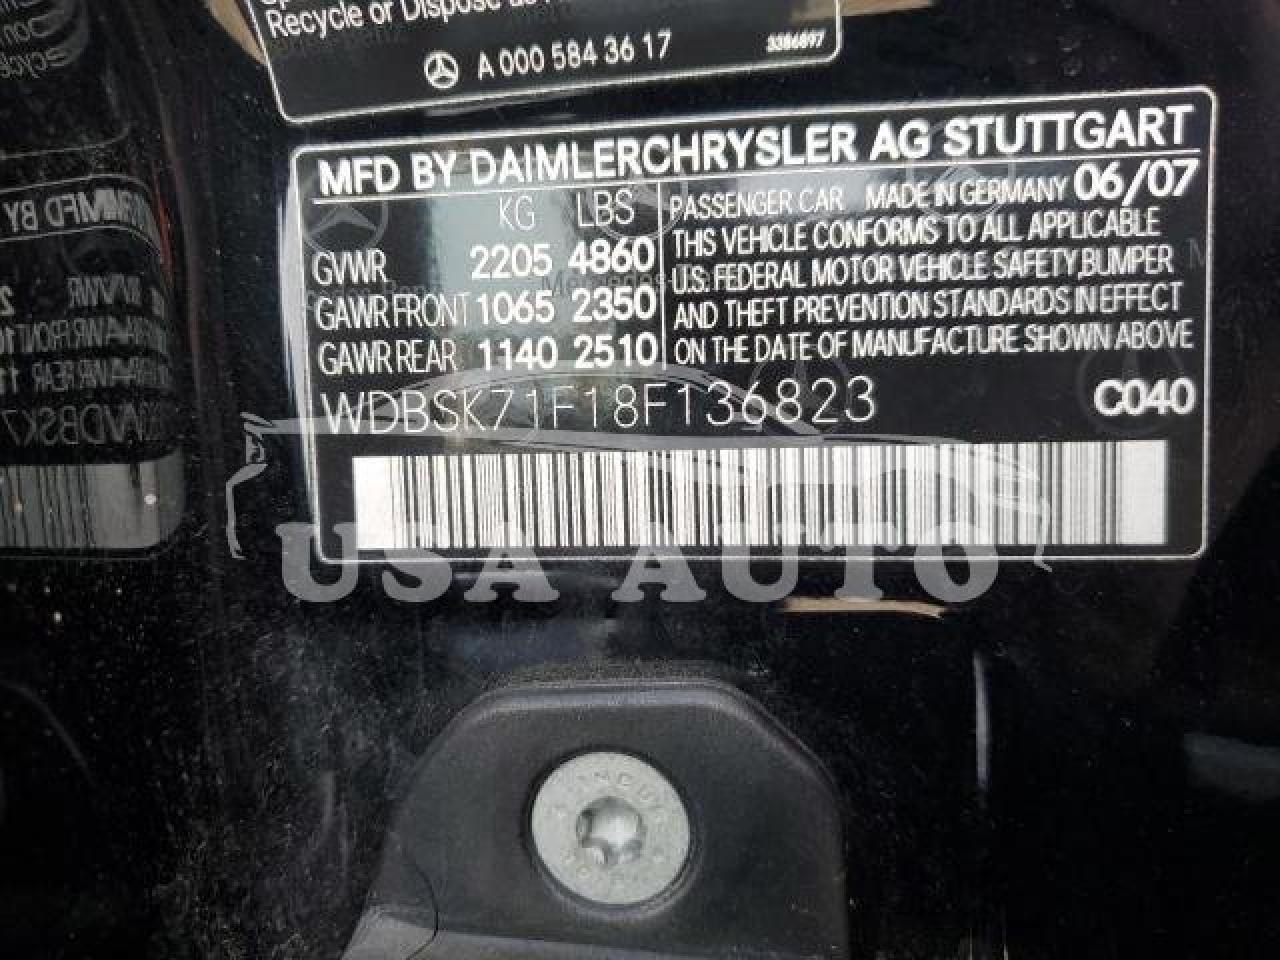 Recycle or Dispose as
A 000 584 36 17
3386897
MFD BY DAIMLERCHRYSLER AG STUTTGART
KG LBS
GVWR 2205 4860
GAWR FRONT 1065 2350
GAWR REAR 1140 2510
PASSENGER CAR MADE IN GERMANY 06/07
THIS VEHICLE CONFORMS TO ALL APPLICABLE
U.S. FEDERAL MOTOR VEHICLE SAFETY, BUMPER
AND THEFT PREVENTION STANDARDS IN EFFECT
ON THE DATE OF MANUFACTURE SHOWN ABOVE
WDBSK71F18F136823 C040
USA AUTO